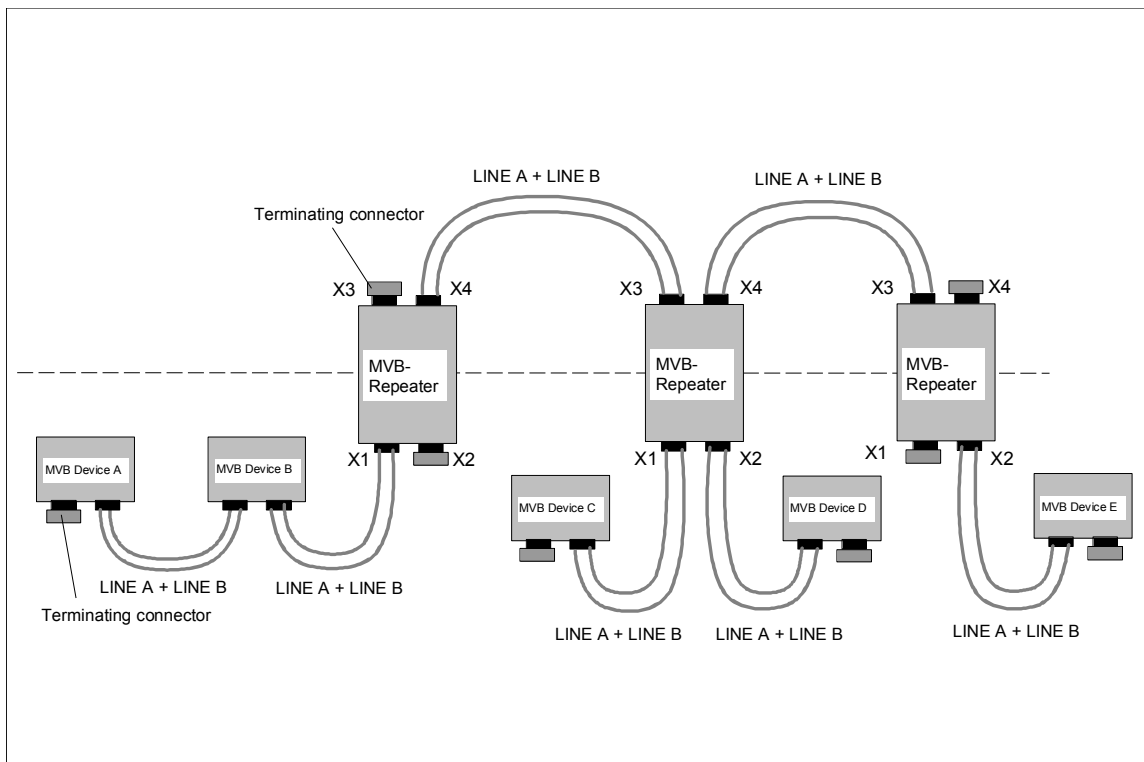 LINE A + LINE B
LINE A + LINE B
Terminating connector
X3
X4
X3
X4
X3
X4
MVB-
Repeater
MVB-
Repeater
MVB-
Repeater
X1
X2
X1
X2
X1
X2
MVB Device A
MVB Device B
MVB Device C
MVB Device D
MVB Device E
LINE A + LINE B
LINE A + LINE B
Terminating connector
LINE A + LINE B
LINE A + LINE B
LINE A + LINE B